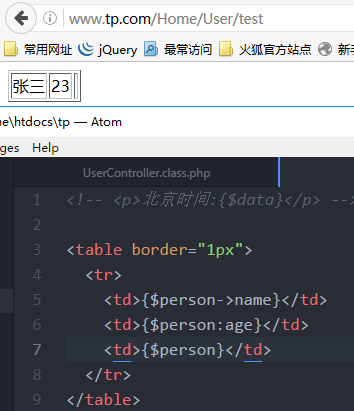 www.tp.com/Home/User/test
常用网址 jQuery 最常访问 火狐官方站点
张三 23
ne\htdocs\tp — Atom
ges Help
UserController.class.php
1 <!-- <p>北京时间:{$data}</p> --
2
3 <table border="1px">
4 <tr>
5 <td>{$person->name}</td>
6 <td>{$person:age}</td>
7 <td>{$person}</td>
8 </tr>
9 </table>